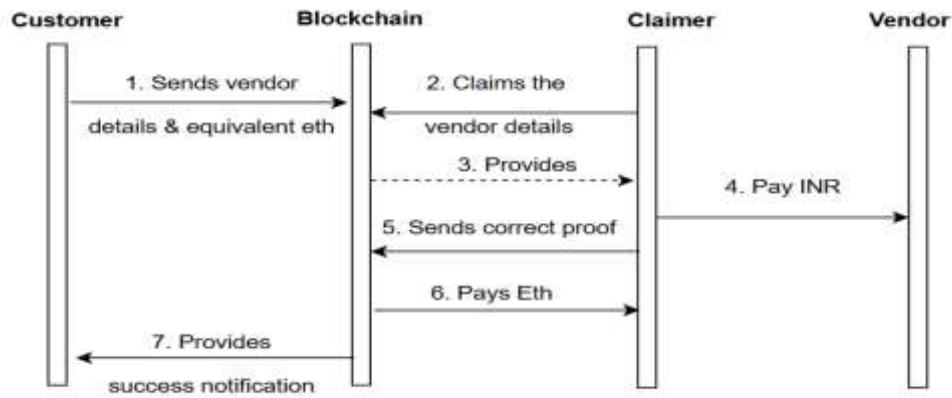 Customer
Blockchain
Claimer
Vendor
1. Sends vendor
details & equivalent eth
2. Claims the
vendor details
3. Provides
4. Pay INR
5. Sends correct proof
6. Pays Eth
7. Provides
success notification